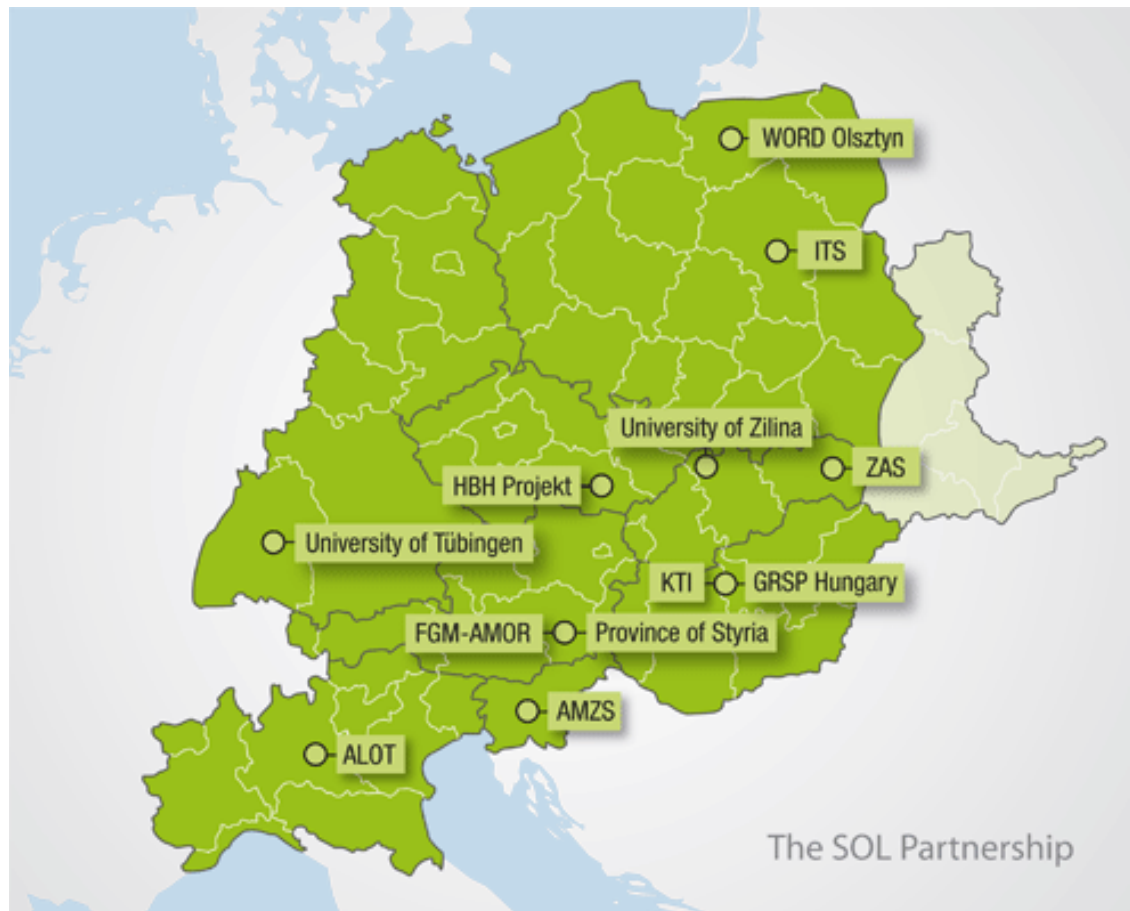 WORD Olsztyn
ITS
University of Zilina
HBH Projekt
ZAS
University of Tübingen
KTI
GRSP Hungary
FGM-AMOR
Province of Styria
AMZS
ALOT
The SOL Partnership